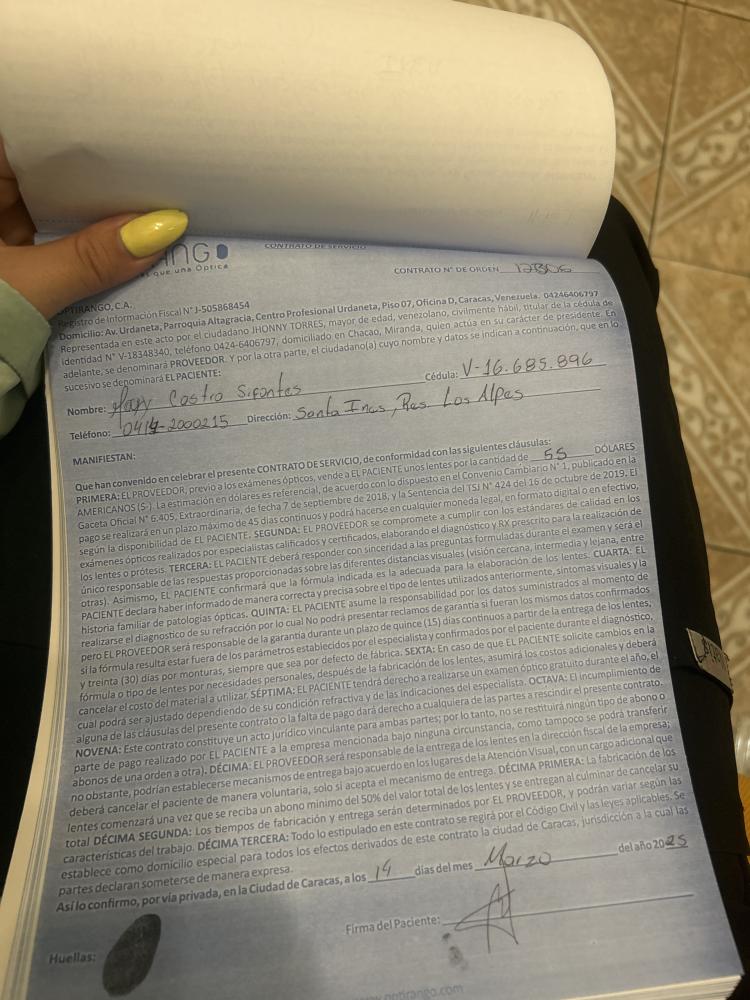 ANGO
que una Óptica
CONTRATO DE SERVICIO
CONTRATO N° DE ORDEN
OPTIRANGO, C.A.
Registro de Información Fiscal N° J-505868454
Domicilio: Av. Urdaneta, Parroquia Altagracia, Centro Profesional Urdaneta, Piso 07, Oficina D, Caracas, Venezuela. 04246406797
Representada en este acto por el ciudadano JHONNY TORRES, mayor de edad, venezolano, civilmente hábil, titular de la cédula de
Identidad N° V-18348340, teléfono 0424-6406797, domiciliado en Chacao, Miranda, quien actua en su carácter de presidente. En
adelante, se denominará PROVEEDOR. Y por la otra parte, el ciudadano(a) cuyo nombre y datos se indican a continuación, que en lo
sucesivo se denominará EL PACIENTE:
Nombre: Castro Sifontes Cédula: V-16.685.896
Teléfono: 0414-2000215 Dirección: Santa Ines, Res. Los Alpes
MANIFIESTAN:
Que han convenido en celebrar el presente CONTRATO DE SERVICIO, de conformidad con las siguientes cláusulas:
PRIMERA: EL PROVEEDOR, previo a los exámenes ópticos, vende a EL PACIENTE unos lentes por la cantidad de 55 DÓLARES
AMERICANOS ($-). La estimación en dólares es referencial, de acuerdo con lo dispuesto en el Convenio Cambiario N° 1, publicado en la
Gaceta Oficial N° 6.405, Extraordinaria, de fecha 7 de septiembre de 2018, y la Sentencia del TSJ N° 424 del 16 de octubre de 2019. El
pago se realizará en un plazo máximo de 45 días continuos y podrá hacerse en cualquier moneda legal, en formato digital o en efectivo,
según la disponibilidad de EL PACIENTE. SEGUNDA: EL PROVEEDOR se compromete a cumplir con los estándares de calidad en los
exámenes ópticos realizados por especialistas calificados y certificados, elaborando el diagnóstico y RX prescrito para la realización de
los lentes o prótesis. TERCERA: EL PACIENTE deberá responder con sinceridad a las preguntas formuladas durante el examen y será el
único responsable de las respuestas proporcionadas sobre las diferentes distancias visuales (visión cercana, intermedia y lejana, entre
otras). Asimismo, EL PACIENTE confirmará que la fórmula indicada es la adecuada para la elaboración de los lentes. CUARTA: EL
PACIENTE declara haber informado de manera correcta y precisa sobre el tipo de lentes utilizados anteriormente, síntomas visuales y la
historia familiar de patologías ópticas. QUINTA: EL PACIENTE asume la responsabilidad por los datos suministrados al momento de
realizarse el diagnostico de su refracción por lo cual No podrá presentar reclamos de garantía si fueran los mismos datos confirmados
pero EL PROVEEDOR será responsable de la garantía durante un plazo de quince (15) días continuos a partir de la entrega de los lentes,
si la fórmula resulta estar fuera de los parámetros establecidos por el especialista y confirmados por el paciente durante el diagnóstico,
y treinta (30) días por monturas, siempre que sea por defecto de fábrica. SEXTA: En caso de que EL PACIENTE solicite cambios en la
fórmula o tipo de lentes por necesidades personales, después de la fabricación de los lentes, asumirá los costos adicionales y deberá
cancelar el costo del material a utilizar. SÉPTIMA: EL PACIENTE tendrá derecho a realizarse un examen óptico gratuito durante el año, el
cual podrá ser ajustado dependiendo de su condición refractiva y de las indicaciones del especialista. OCTAVA: El incumplimiento de
alguna de las cláusulas del presente contrato o la falta de pago dará derecho a cualquiera de las partes a rescindir el presente contrato.
NOVENA: Este contrato constituye un acto jurídico vinculante para ambas partes; por lo tanto, no se restituirá ningún tipo de abono o
parte de pago realizado por EL PACIENTE a la empresa mencionada bajo ninguna circunstancia, como tampoco se podrá transferir
abonos de una orden a otra). DÉCIMA: EL PROVEEDOR será responsable de la entrega de los lentes en la dirección fiscal de la empresa;
no obstante, podrían establecerse mecanismos de entrega bajo acuerdo en los lugares de la Atención Visual, con un cargo adicional que
deberá cancelar el paciente de manera voluntaria, solo si acepta el mecanismo de entrega. DÉCIMA PRIMERA: La fabricación de los
lentes comenzará una vez que se reciba un abono mínimo del 50% del valor total de los lentes y se entregan al culminar de cancelar su
total DÉCIMA SEGUNDA: Los tiempos de fabricación y entrega serán determinados por EL PROVEEDOR, y podrán variar según las
características del trabajo. DÉCIMA TERCERA: Todo lo estipulado en este contrato se regirá por el Código Civil y las leyes aplicables. Se
establece como domicilio especial para todos los efectos derivados de este contrato la ciudad de Caracas, jurisdicción a la cual las
partes declaran someterse de manera expresa.
Así lo confirmo, por vía privada, en la Ciudad de Caracas, a los 14 días del mes Marzo del año 2025
Firma del Paciente:
Huellas:
www.optirango.com